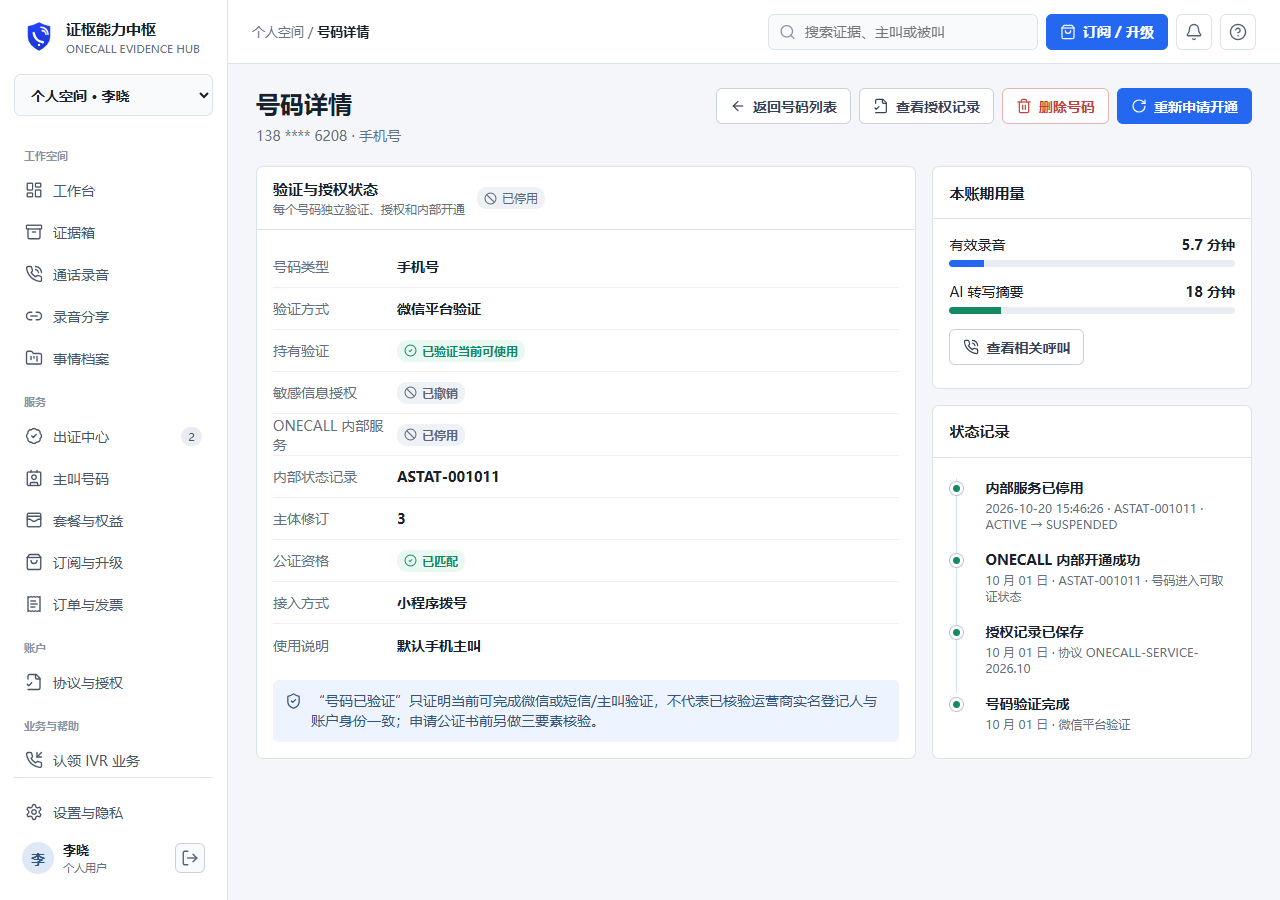 证枢能力中枢
ONECALL EVIDENCE HUB
个人空间 • 李晓
工作空间
工作台
证据箱
通话录音
录音分享
事情档案
服务
出证中心
2
主叫号码
套餐与权益
订阅与升级
订单与发票
账户
协议与授权
业务与帮助
认领 IVR 业务
设置与隐私
李
李晓
个人用户
个人空间 / 号码详情
搜索证据、主叫或被叫
订阅 / 升级
号码详情
138 **** 6208 · 手机号
返回号码列表
查看授权记录
删除号码
重新申请开通
验证与授权状态
每个号码独立验证、授权和内部开通
已停用
号码类型
手机号
验证方式
微信平台验证
持有验证
已验证当前可使用
敏感信息授权
已撤销
ONECALL 内部服
务
已停用
内部状态记录
ASTAT-001011
主体修订
3
公证资格
已匹配
接入方式
小程序拨号
使用说明
默认手机主叫
“号码已验证”只证明当前可完成微信或短信/主叫验证，不代表已核验运营商实名登记人与
账户身份一致；申请公证书前另做三要素核验。
本账期用量
有效录音
5.7 分钟
AI 转写摘要
18 分钟
查看相关呼叫
状态记录
内部服务已停用
2026-10-20 15:46:26 · ASTAT-001011 ·
ACTIVE → SUSPENDED
ONECALL 内部开通成功
10 月 01 日 · ASTAT-001011 · 号码进入可取
证状态
授权记录已保存
10 月 01 日 · 协议 ONECALL-SERVICE-
2026.10
号码验证完成
10 月 01 日 · 微信平台验证